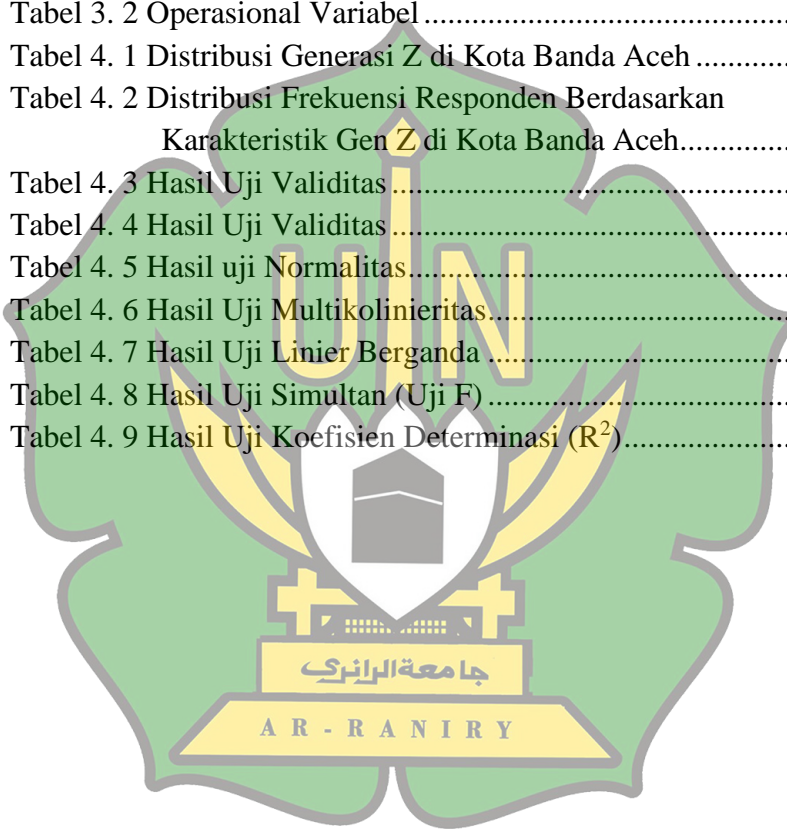 Tabel 3. 2 Operasional Variabel.......................................................
Tabel 4. 1 Distribusi Generasi Z di Kota Banda Aceh.............
Tabel 4. 2 Distribusi Frekuensi Responden Berdasarkan
Karakteristik Gen Z di Kota Banda Aceh................
Tabel 4. 3 Hasil Uji Validitas............................................................
Tabel 4. 4 Hasil Uji Validitas............................................................
Tabel 4. 5 Hasil uji Normalitas.........................................................
Tabel 4. 6 Hasil Uji Multikolinieritas.............................................
Tabel 4. 7 Hasil Uji Linier Berganda.............................................
Tabel 4. 8 Hasil Uji Simultan (Uji F).............................................
Tabel 4. 9 Hasil Uji Koefisien Determinasi (R²)........................
UIN
جامعة الرانري
AR-RANIRY